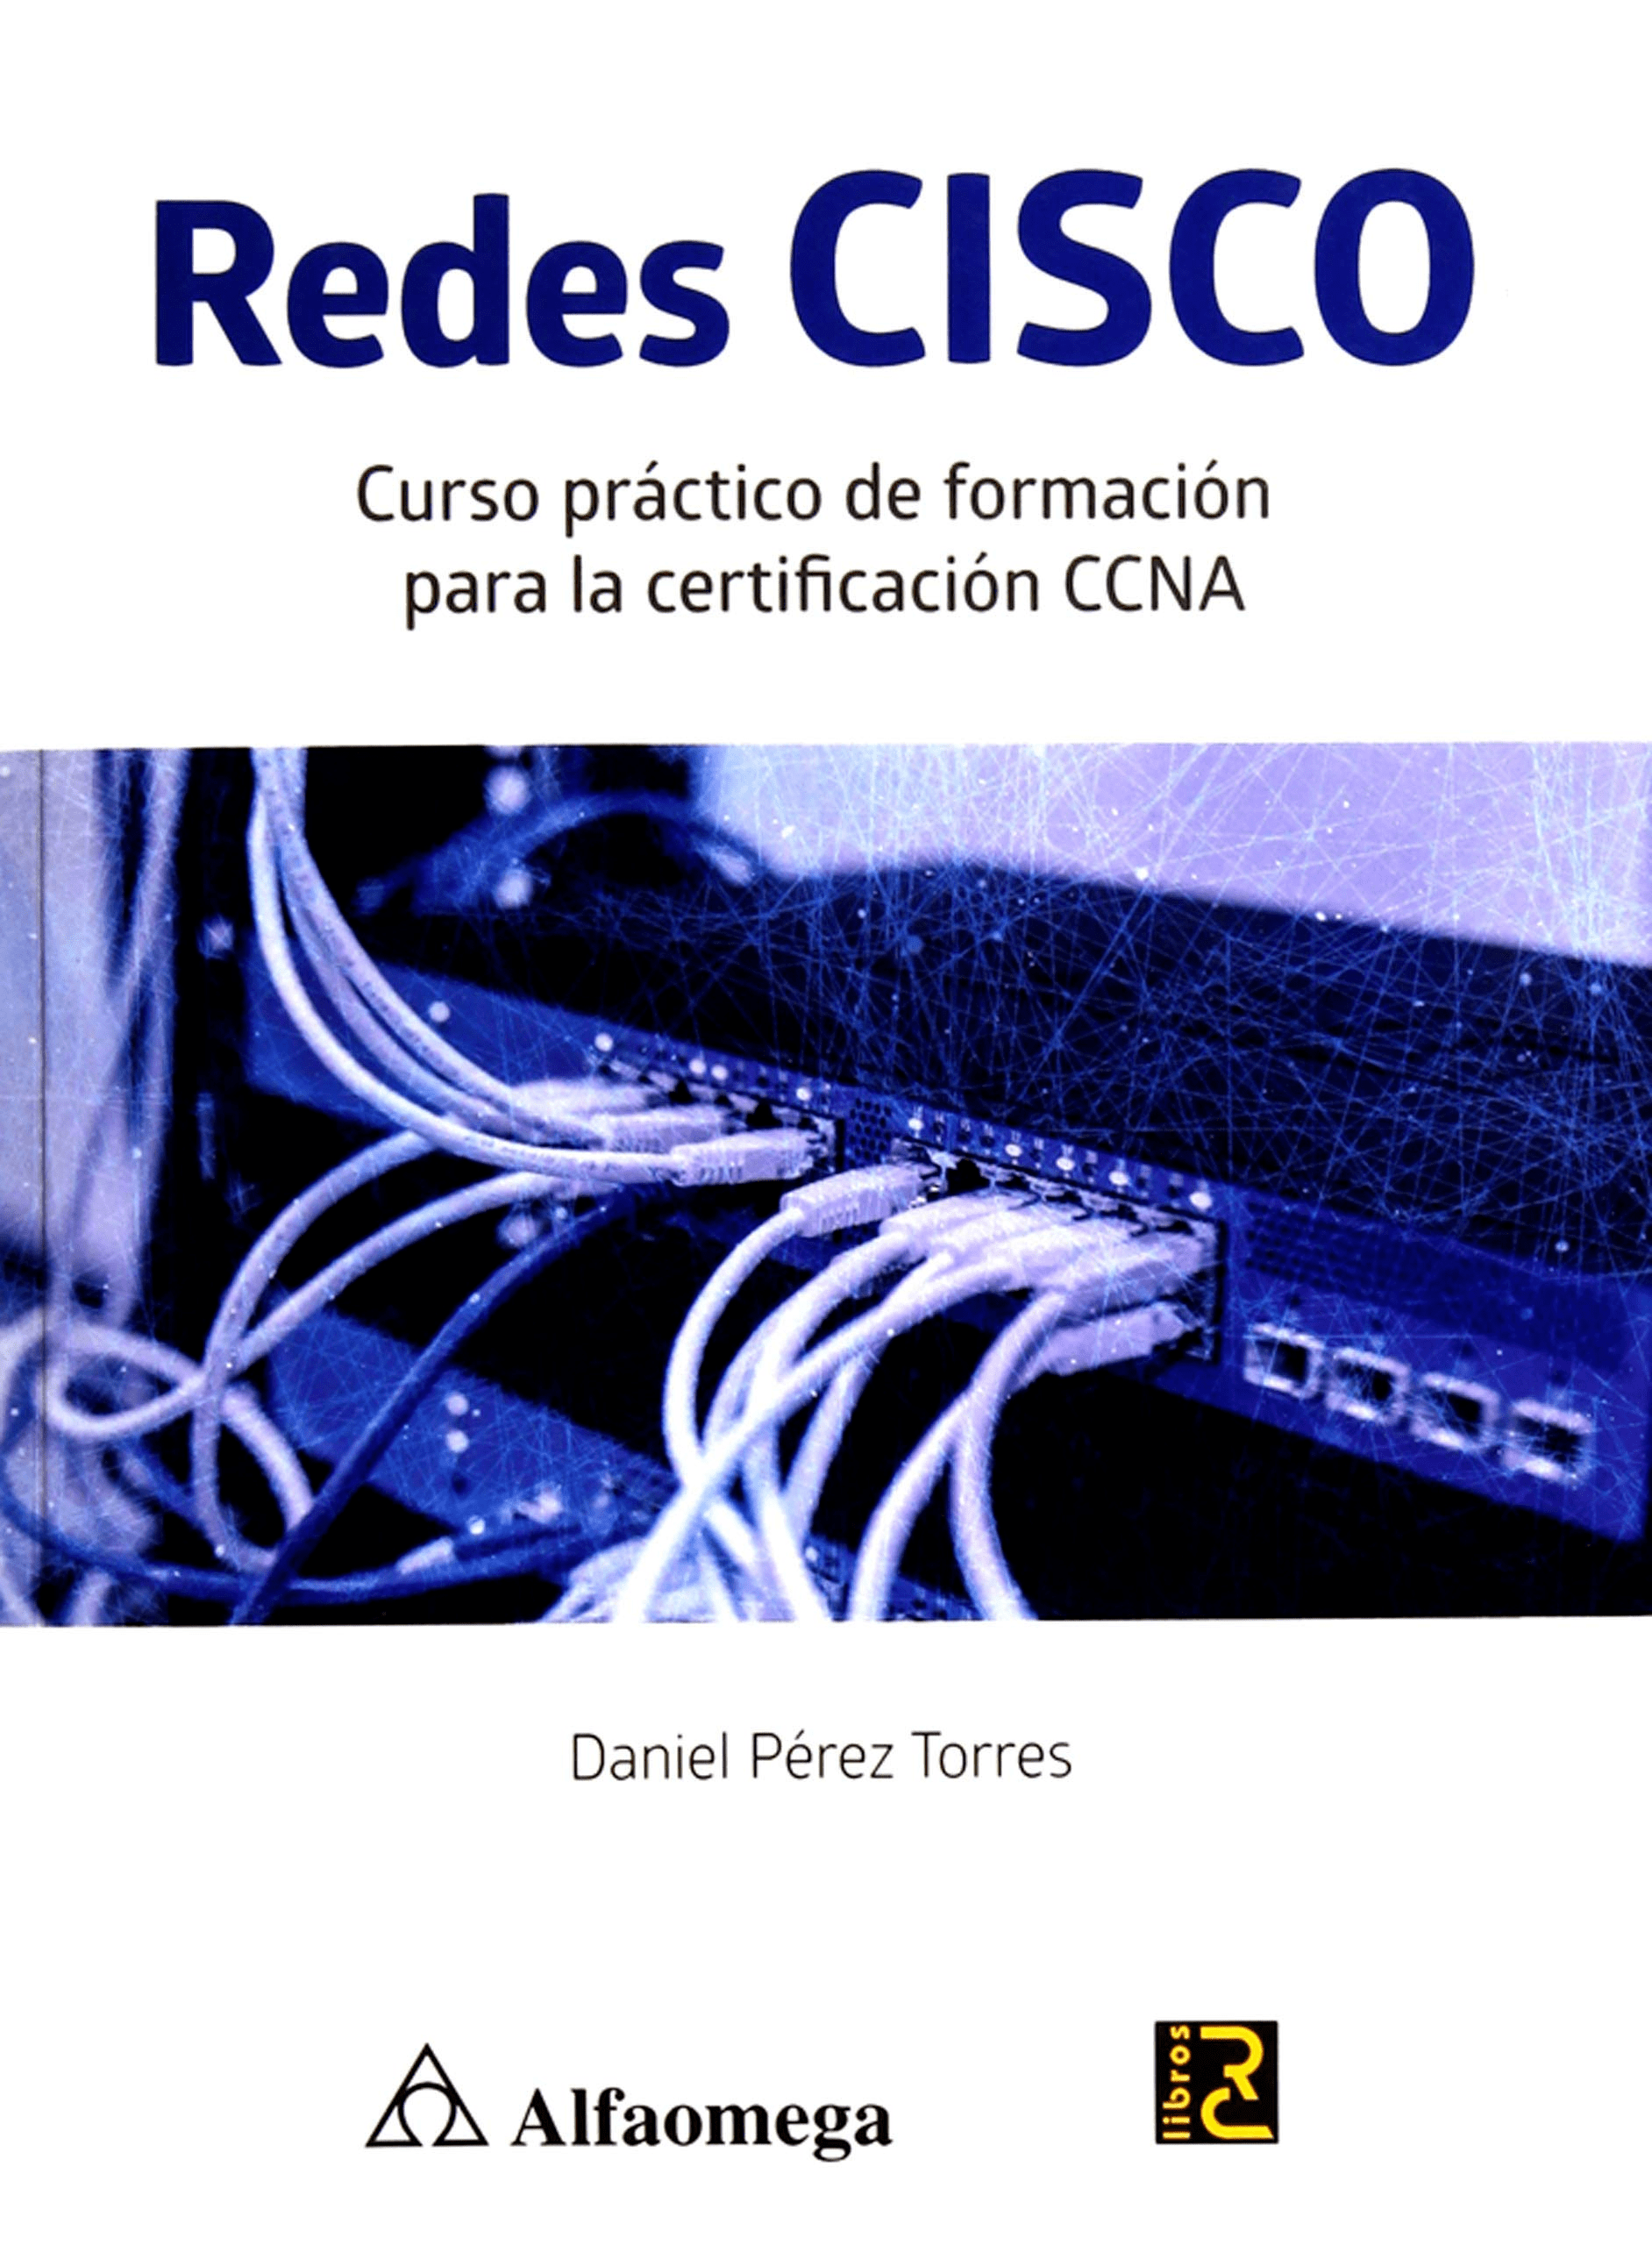 Redes CISCO
Curso práctico de formación
para la certificación CCNA
Daniel Pérez Torres
Alfaomega
libros
RC